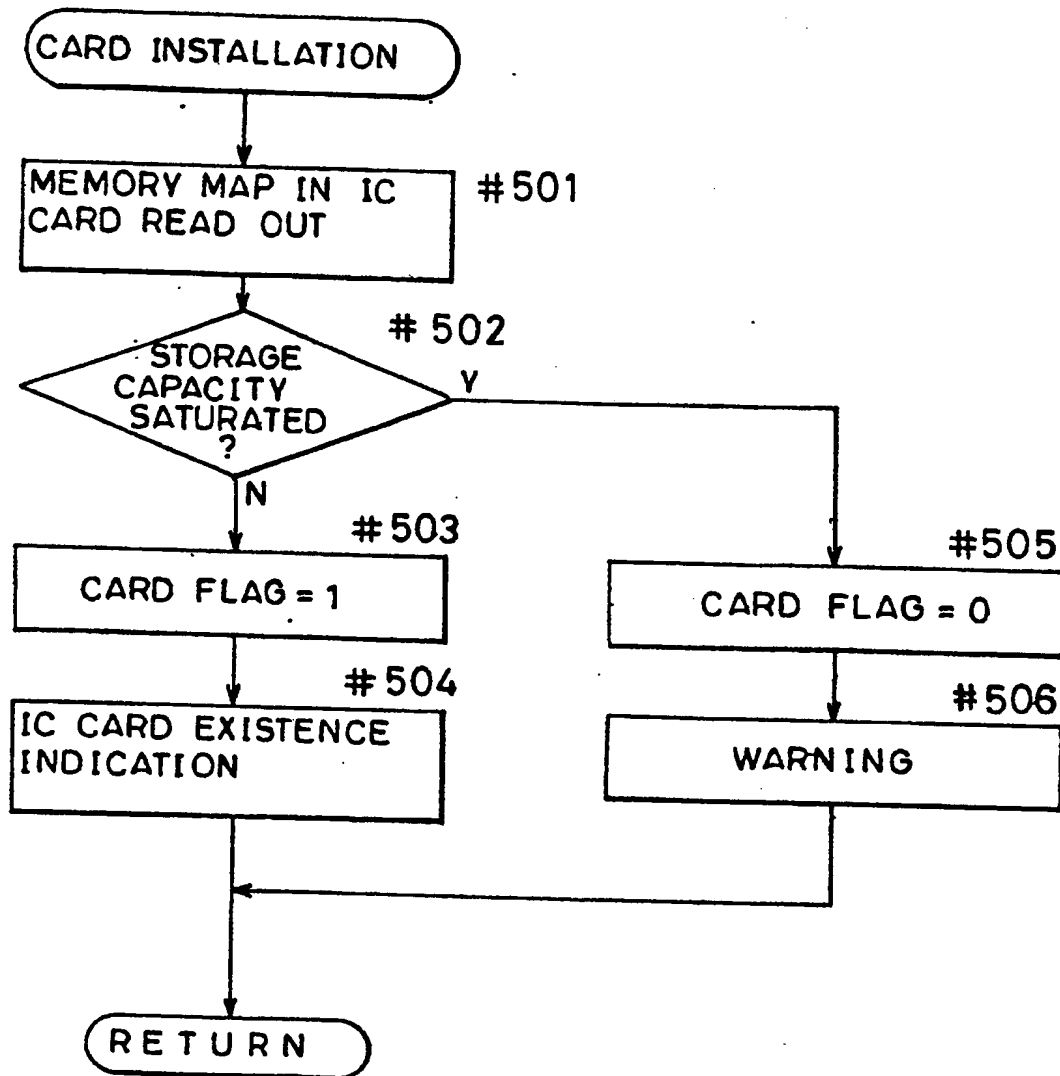 CARD INSTALLATION
MEMORY MAP IN IC
CARD READ OUT
#501
#502
STORAGE
CAPACITY
SATURATED
?
Y
N
#503
CARD FLAG = 1
#504
IC CARD EXISTENCE
INDICATION
#505
CARD FLAG = 0
#506
WARNING
RETURN